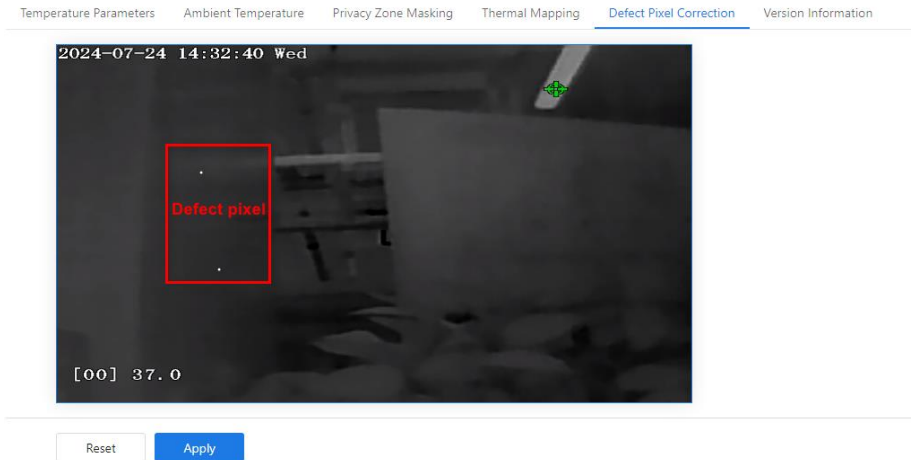 Temperature Parameters Ambient Temperature Privacy Zone Masking Thermal Mapping Defect Pixel Correction Version Information
2024-07-24 14:32:40 Wed
Defect pixel
[00] 37.0
Reset Apply